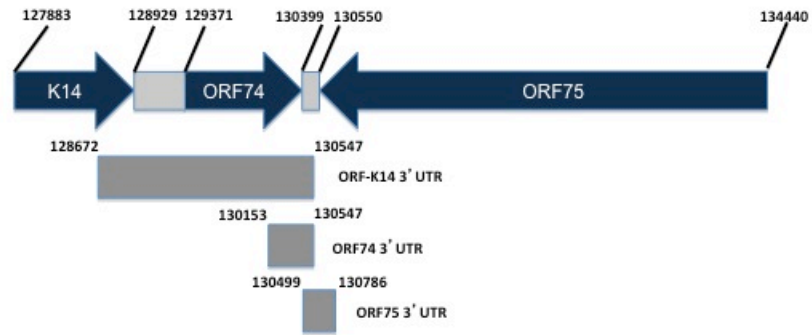 127883 128929 129371 130399 130550 134440
K14 ORF74 ORF75
128672 130547
ORF-K14 3' UTR
130153 130547
ORF74 3' UTR
130499 130786
ORF75 3' UTR